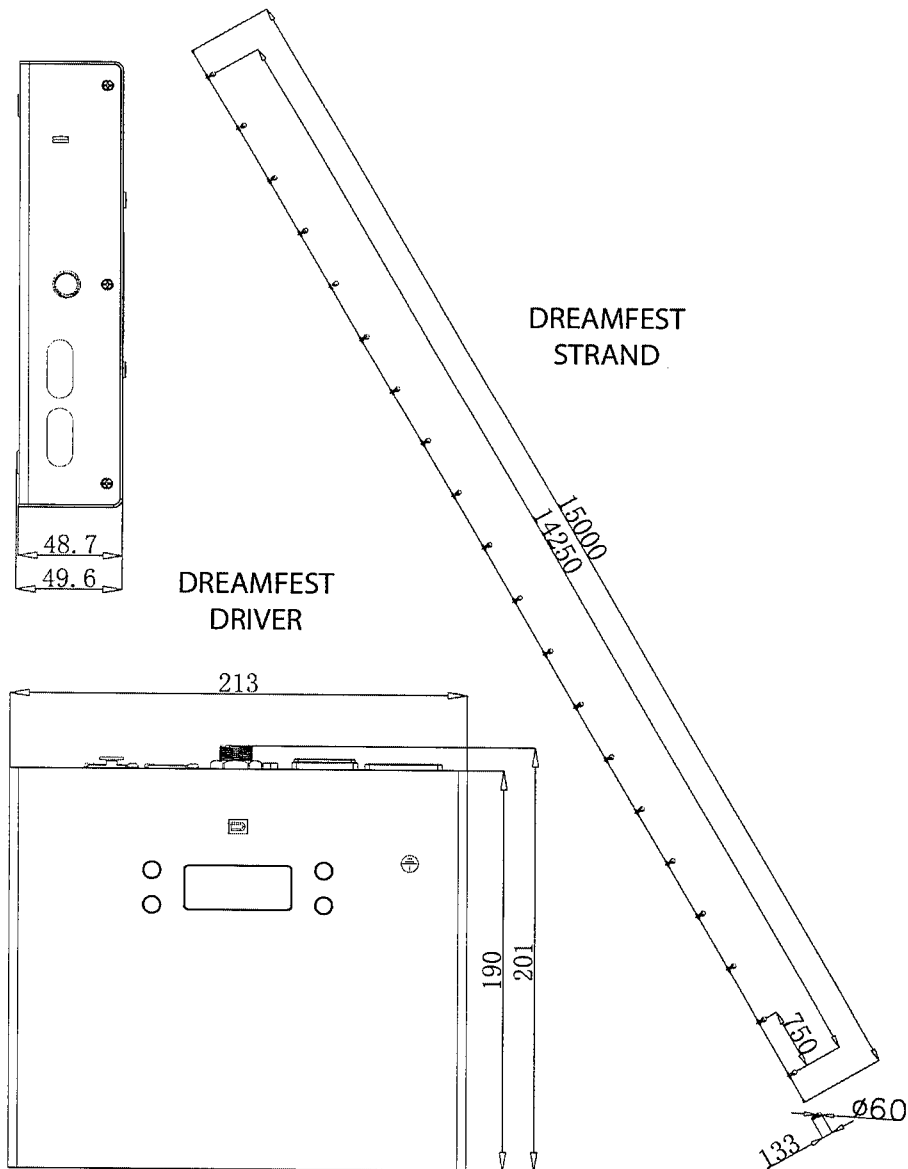 DREAMFEST
STRAND
15000
14250
48.7
49.6
DREAMFEST
DRIVER
213
190
201
750
Ø60
133